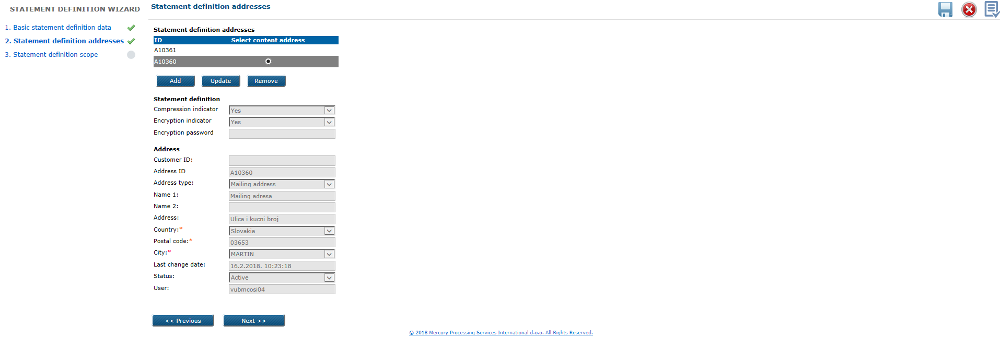 STATEMENT DEFINITION WIZARD
1. Basic statement definition data
2. Statement definition addresses
3. Statement definition scope
Statement definition addresses
Statement definition addresses
ID Select content address
A10361
A10360
Add Update Remove
Statement definition
Compression indicator Yes
Encryption indicator Yes
Encryption password
Address
Customer ID:
Address ID A10360
Address type: Mailing address
Name 1: Mailing adresa
Name 2:
Address: Ulica i kucni broj
Country:* Slovakia
Postal code:* 03653
City:* MARTIN
Last change date: 16.2.2018. 10:23:18
Status: Active
User: vubmcosi04
<< Previous Next >>
© 2018 Mercury Processing Services International d.o.o. All Rights Reserved.